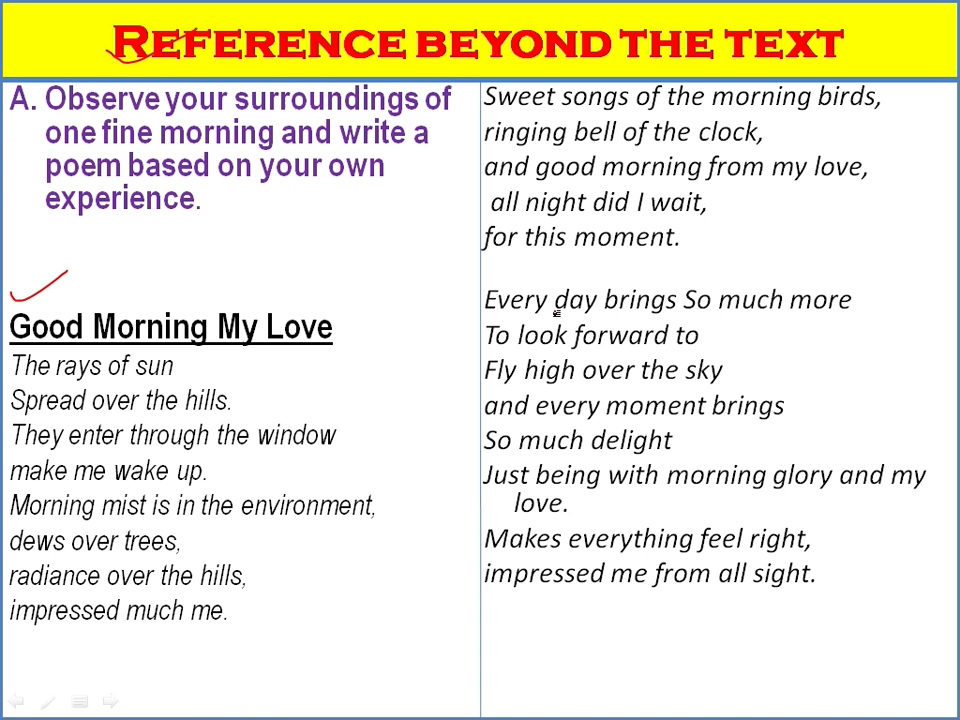 REFERENCE BEYOND THE TEXT
A. Observe your surroundings of
one fine morning and write a
poem based on your own
experience.
Good Morning My Love
The rays of sun
Spread over the hills.
They enter through the window
make me wake up.
Morning mist is in the environment,
dews over trees,
radiance over the hills,
impressed much me.
Sweet songs of the morning birds,
ringing bell of the clock,
and good morning from my love,
all night did I wait,
for this moment.
Every day brings So much more
To look forward to
Fly high over the sky
and every moment brings
So much delight
Just being with morning glory and my
love.
Makes everything feel right,
impressed me from all sight.